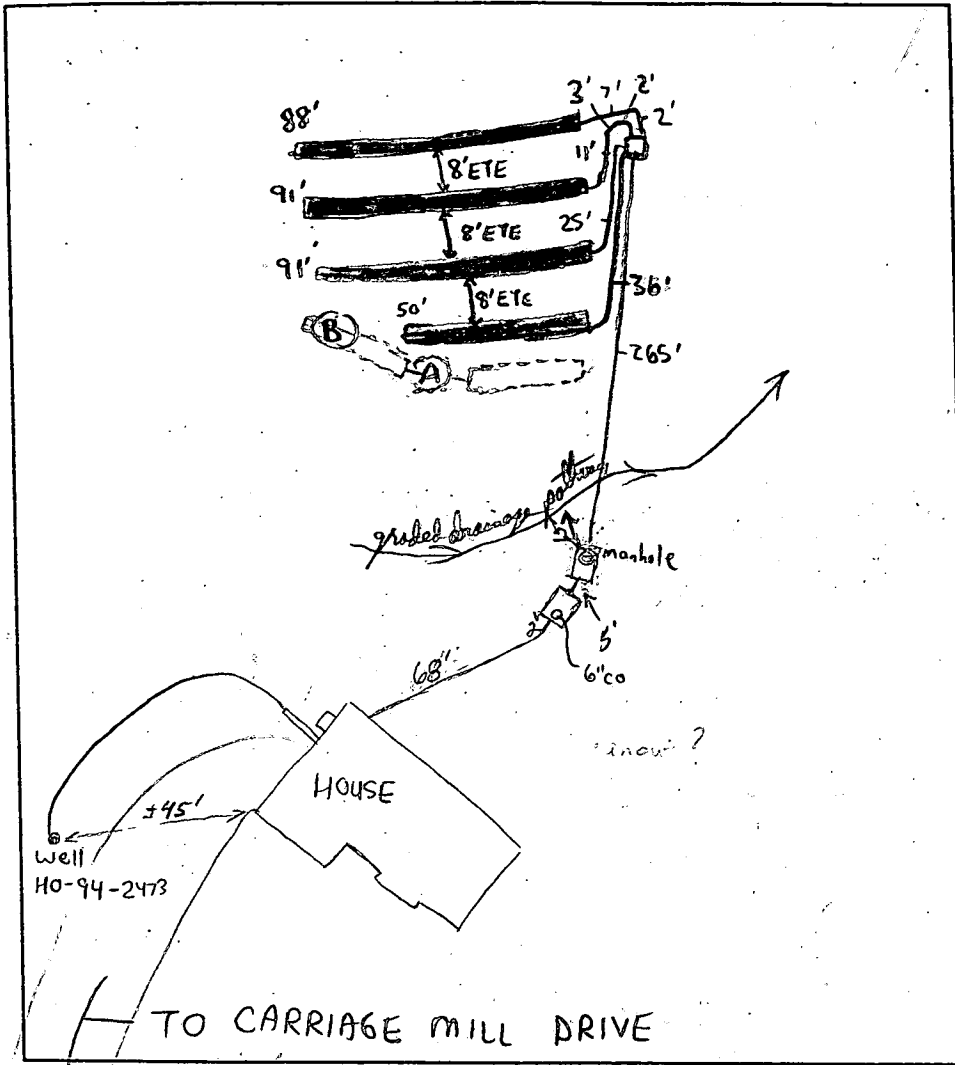 88'
3'
7'
2'
2'
8'ETE
11'
91'
8'ETE
25'
91'
8'ETE
36'
50'
B
A
265'
graded drainage
manhole
2'
5'
6"co
68"
HOUSE
±45'
Well
HO-94-2473
TO CARRIAGE MILL DRIVE